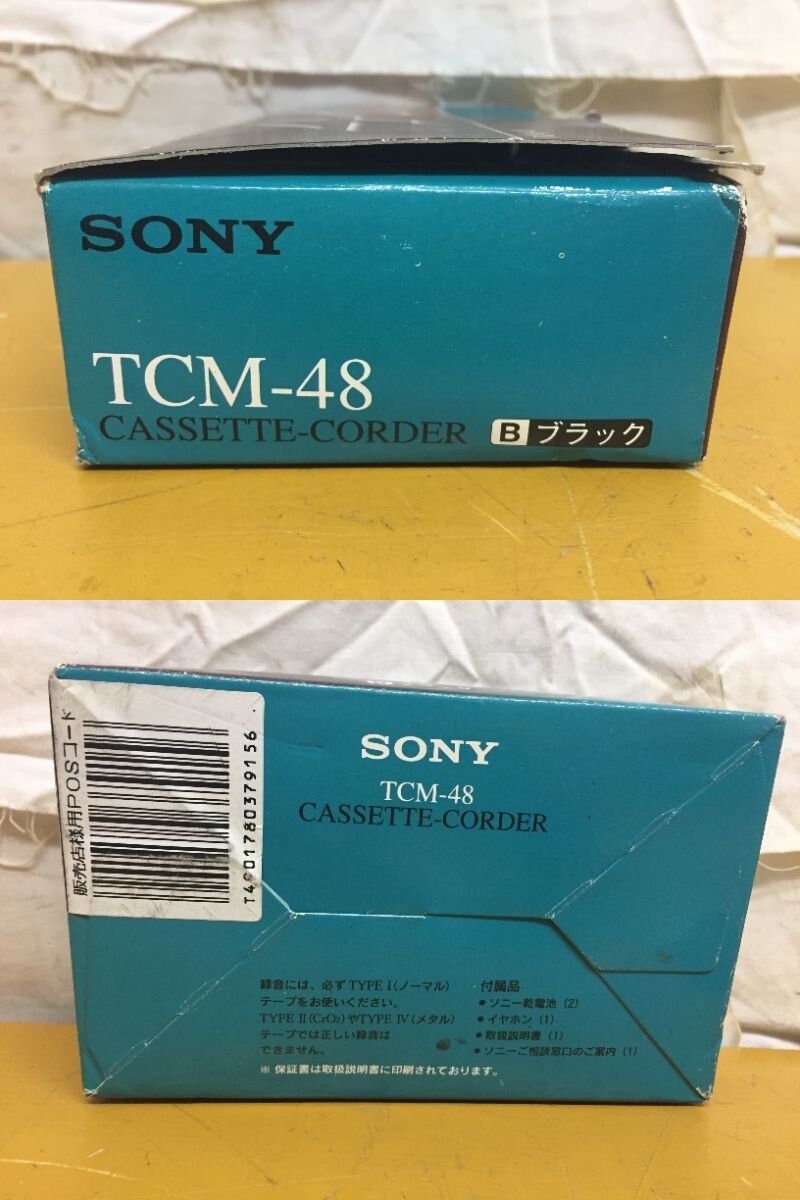 SONY
TCM-48
CASSETTE-CORDER B ブラック
販売店様用POSコード
SONY
TCM-48
CASSETTE-CORDER
録音には、必ずTYPE I(ノーマル)
テープをお使いください。
TYPE II(CrO2)やTYPE IV(メタル)
テープでは正しい録音は
できません。
※ 保証書は取扱説明書に印刷されております。
付属品
●ソニー乾電池(2)
●イヤホン(1)
●取扱説明書(1)
●ソニーご相談窓口のご案内(1)